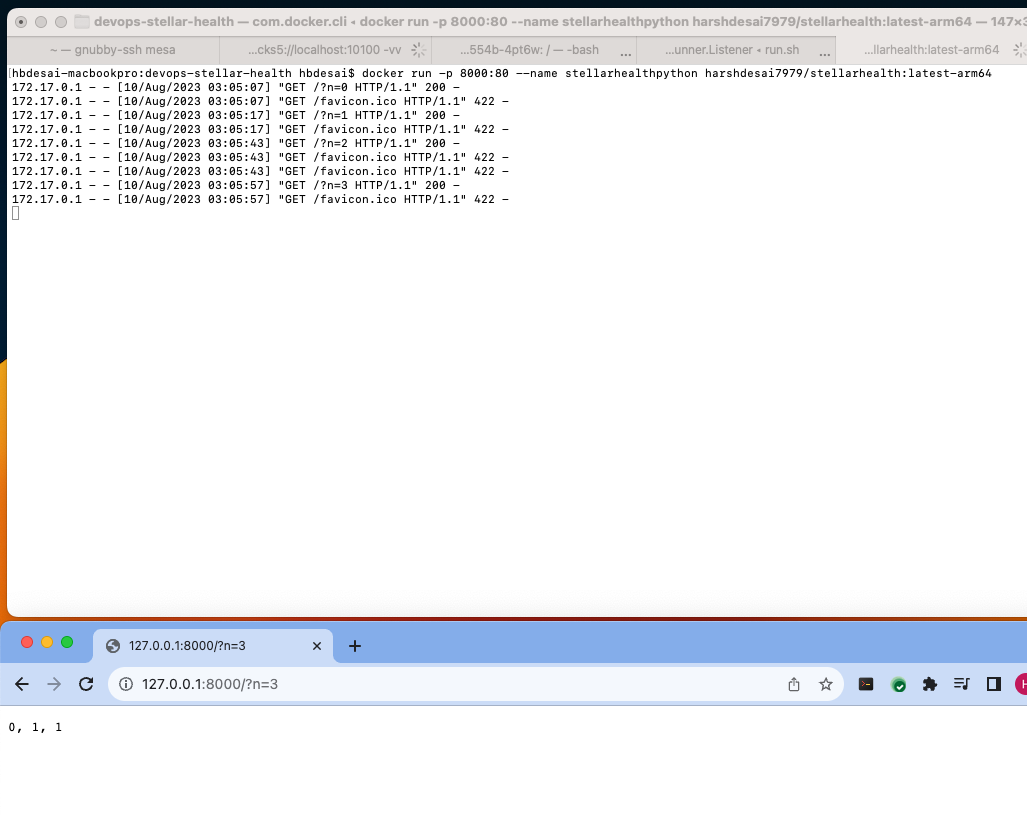 devops-stellar-health — com.docker.cli ◂ docker run -p 8000:80 --name stellarhealthpython harshdesai7979/stellarhealth:latest-arm64 — 147×3
~ — gnubby-ssh mesa ...cks5://localhost:10100 -vv ...554b-4pt6w: / — -bash ... ...unner.Listener • run.sh ... ...llarhealth:latest-arm64
[hbdesai-macbookpro:devops-stellar-health hbdesai$ docker run -p 8000:80 --name stellarhealthpython harshdesai7979/stellarhealth:latest-arm64
172.17.0.1 - - [10/Aug/2023 03:05:07] "GET /?n=0 HTTP/1.1" 200 -
172.17.0.1 - - [10/Aug/2023 03:05:07] "GET /favicon.ico HTTP/1.1" 422 -
172.17.0.1 - - [10/Aug/2023 03:05:17] "GET /?n=1 HTTP/1.1" 200 -
172.17.0.1 - - [10/Aug/2023 03:05:17] "GET /favicon.ico HTTP/1.1" 422 -
172.17.0.1 - - [10/Aug/2023 03:05:43] "GET /?n=2 HTTP/1.1" 200 -
172.17.0.1 - - [10/Aug/2023 03:05:43] "GET /favicon.ico HTTP/1.1" 422 -
172.17.0.1 - - [10/Aug/2023 03:05:43] "GET /favicon.ico HTTP/1.1" 422 -
172.17.0.1 - - [10/Aug/2023 03:05:57] "GET /?n=3 HTTP/1.1" 200 -
172.17.0.1 - - [10/Aug/2023 03:05:57] "GET /favicon.ico HTTP/1.1" 422 -
127.0.0.1:8000/?n=3
127.0.0.1:8000/?n=3 H
0, 1, 1